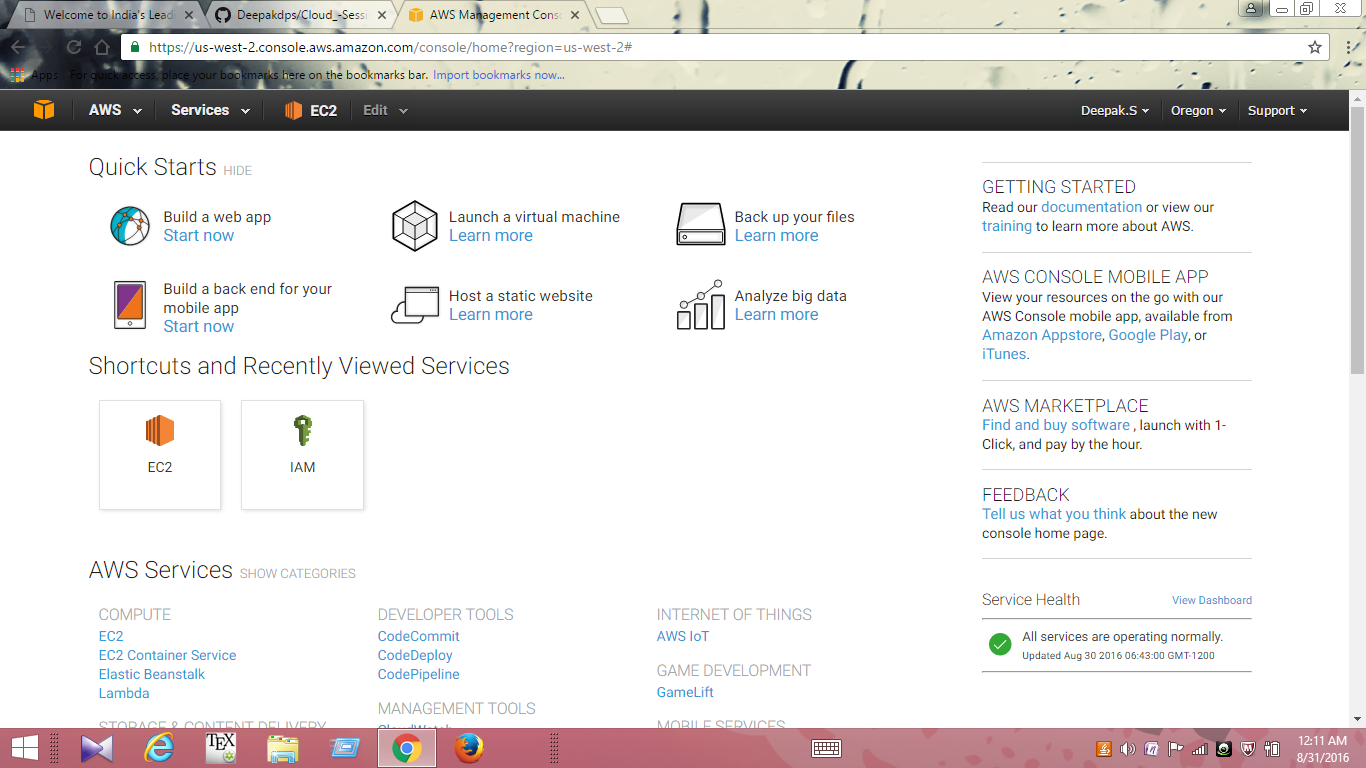 Welcome to India's Leadi
Deepakdps/Cloud_-Sessi
AWS Management Conso
https://us-west-2.console.aws.amazon.com/console/home?region=us-west-2#
Apps For quick access, place your bookmarks here on the bookmarks bar. Import bookmarks now...
AWS Services EC2 Edit Deepak.S Oregon Support
Quick Starts HIDE
Build a web app
Start now
Launch a virtual machine
Learn more
Back up your files
Learn more
Build a back end for your
mobile app
Start now
Host a static website
Learn more
Analyze big data
Learn more
Shortcuts and Recently Viewed Services
EC2
IAM
AWS Services SHOW CATEGORIES
COMPUTE
EC2
EC2 Container Service
Elastic Beanstalk
Lambda
STORAGE & CONTENT DELIVERY
DEVELOPER TOOLS
CodeCommit
CodeDeploy
CodePipeline
MANAGEMENT TOOLS
CloudWatch
INTERNET OF THINGS
AWS IoT
GAME DEVELOPMENT
GameLift
MOBILE SERVICES
GETTING STARTED
Read our documentation or view our
training to learn more about AWS.
AWS CONSOLE MOBILE APP
View your resources on the go with our
AWS Console mobile app, available from
Amazon Appstore, Google Play, or
iTunes.
AWS MARKETPLACE
Find and buy software , launch with 1-
Click, and pay by the hour.
FEEDBACK
Tell us what you think about the new
console home page.
Service Health View Dashboard
All services are operating normally.
Updated Aug 30 2016 06:43:00 GMT-1200
TEX
12:11 AM
8/31/2016